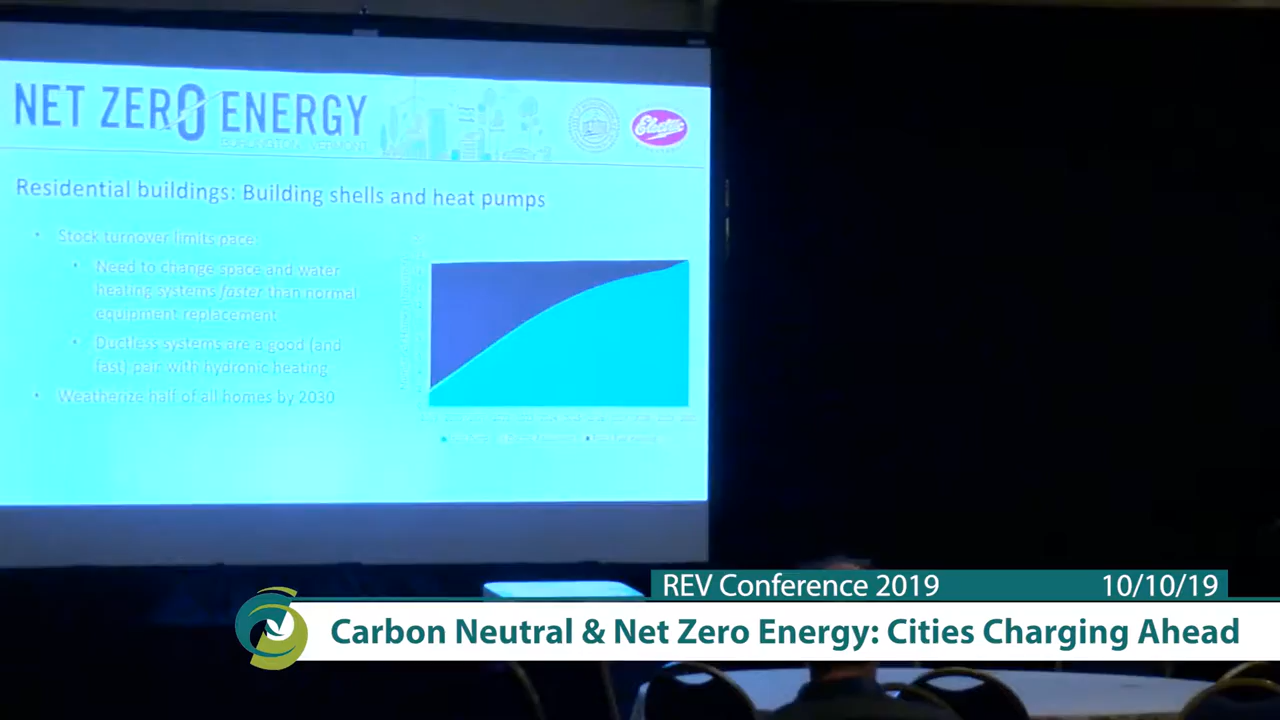 NET ZERO ENERGY
BURLINGTON, VERMONT
Electric
Residential buildings: Building shells and heat pumps
• Stock turnover limits pace
• Need to change space and water
heating systems faster than normal
equipment replacement
• Ductless systems are a good (and
fast) pair with hydronic heating
• Weatherize half of all homes by 2030
REV Conference 2019 10/10/19
Carbon Neutral & Net Zero Energy: Cities Charging Ahead